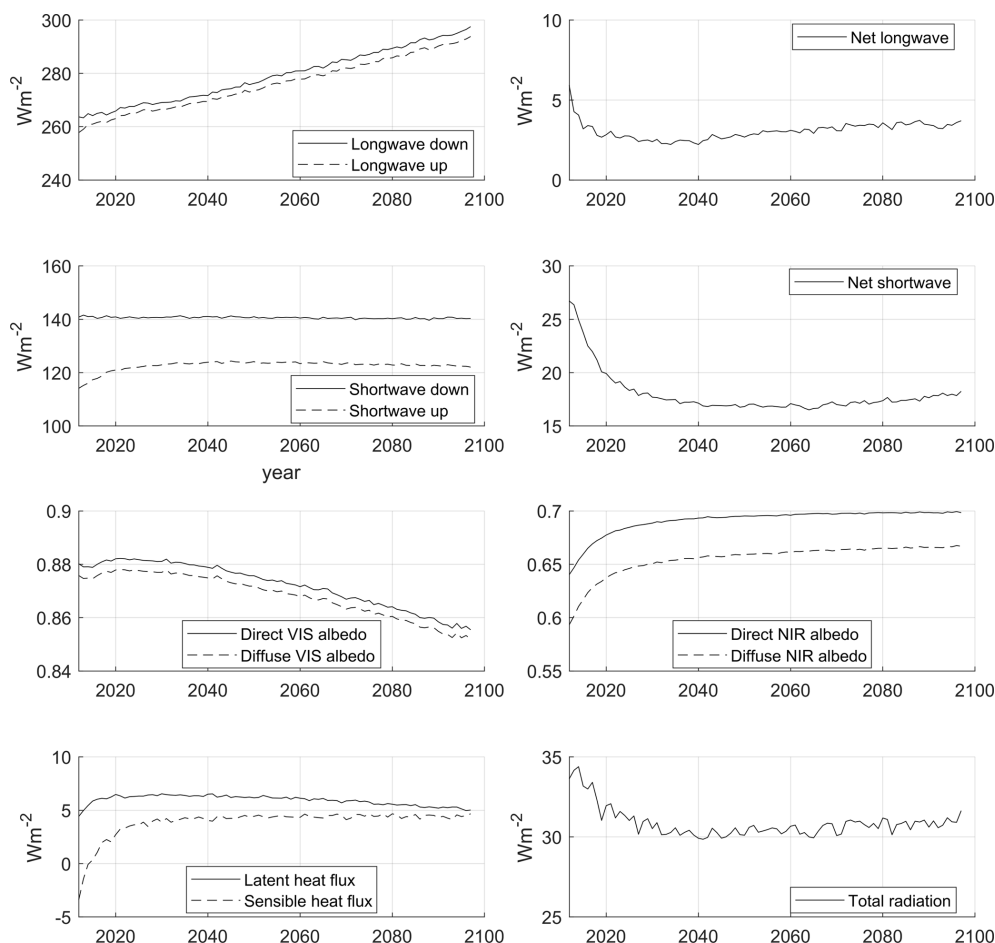 300
280
260
240
Wm-2
Longwave down
Longwave up
2020 2040 2060 2080 2100
10
5
0
Wm-2
Net longwave
2020 2040 2060 2080 2100
160
140
120
100
Wm-2
Shortwave down
Shortwave up
2020 2040 2060 2080 2100
year
30
25
20
15
Wm-2
Net shortwave
2020 2040 2060 2080 2100
0.9
0.88
0.86
0.84
Direct VIS albedo
Diffuse VIS albedo
2020 2040 2060 2080 2100
0.7
0.65
0.6
0.55
Direct NIR albedo
Diffuse NIR albedo
2020 2040 2060 2080 2100
10
5
0
-5
Wm-2
Latent heat flux
Sensible heat flux
2020 2040 2060 2080 2100
35
30
25
Wm-2
Total radiation
2020 2040 2060 2080 2100